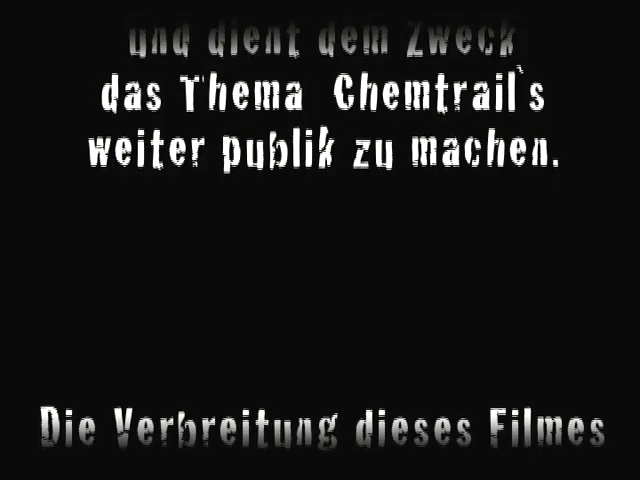 und dient dem Zweck
das Thema Chemtrail`s
weiter publik zu machen.
Die Verbreitung dieses Filmes